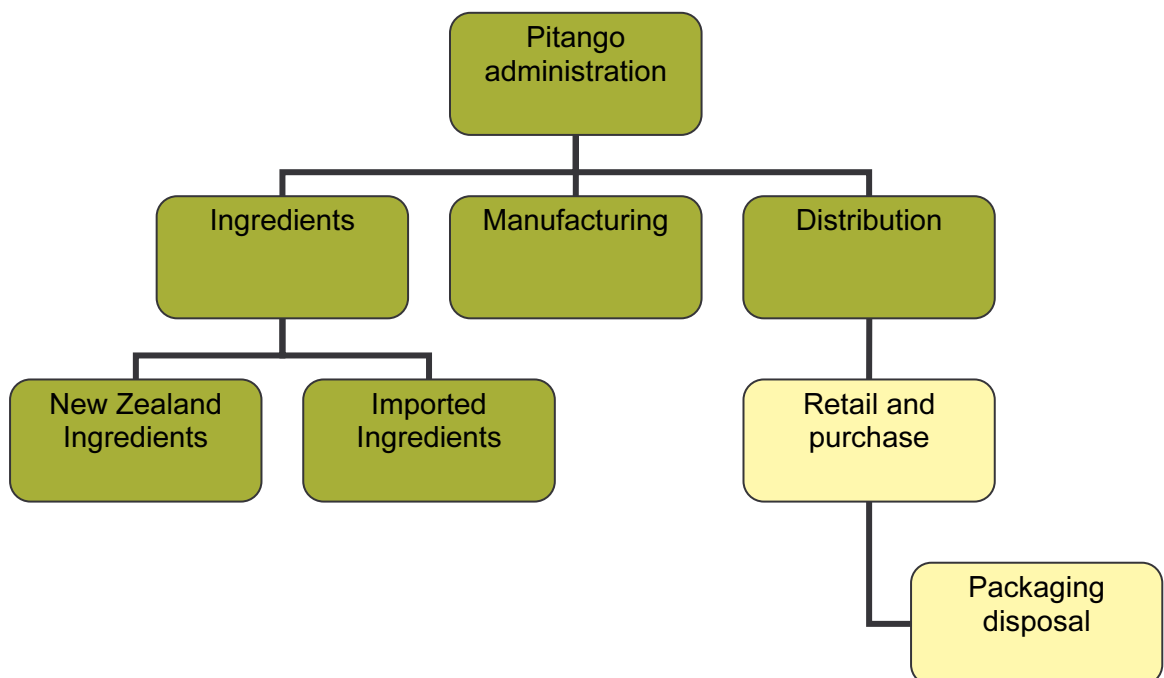 Pitango
administration
Ingredients
Manufacturing
Distribution
New Zealand
Ingredients
Imported
Ingredients
Retail and
purchase
Packaging
disposal